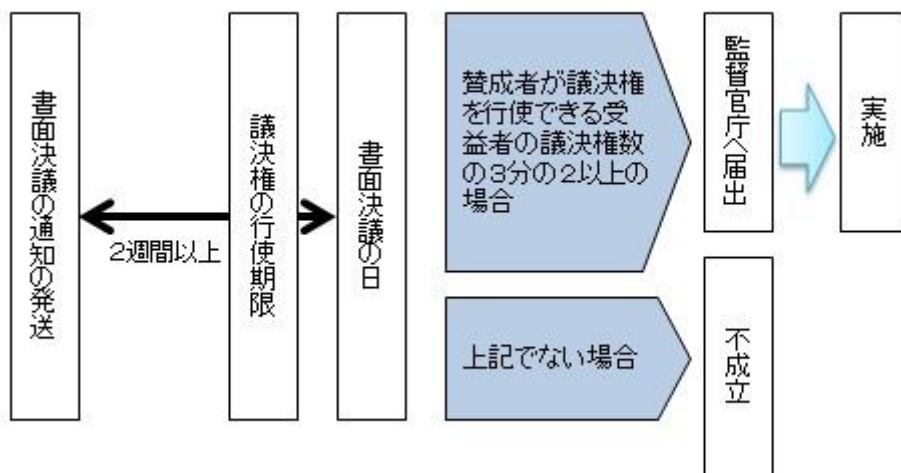 書面決議の通知の発送
2週間以上
議決権の行使期限
書面決議の日
賛成者が議決権
を行使できる受
益者の議決権数
の3分の2以上の
場合
監督官庁へ届出
実施
上記でない場合
不成立